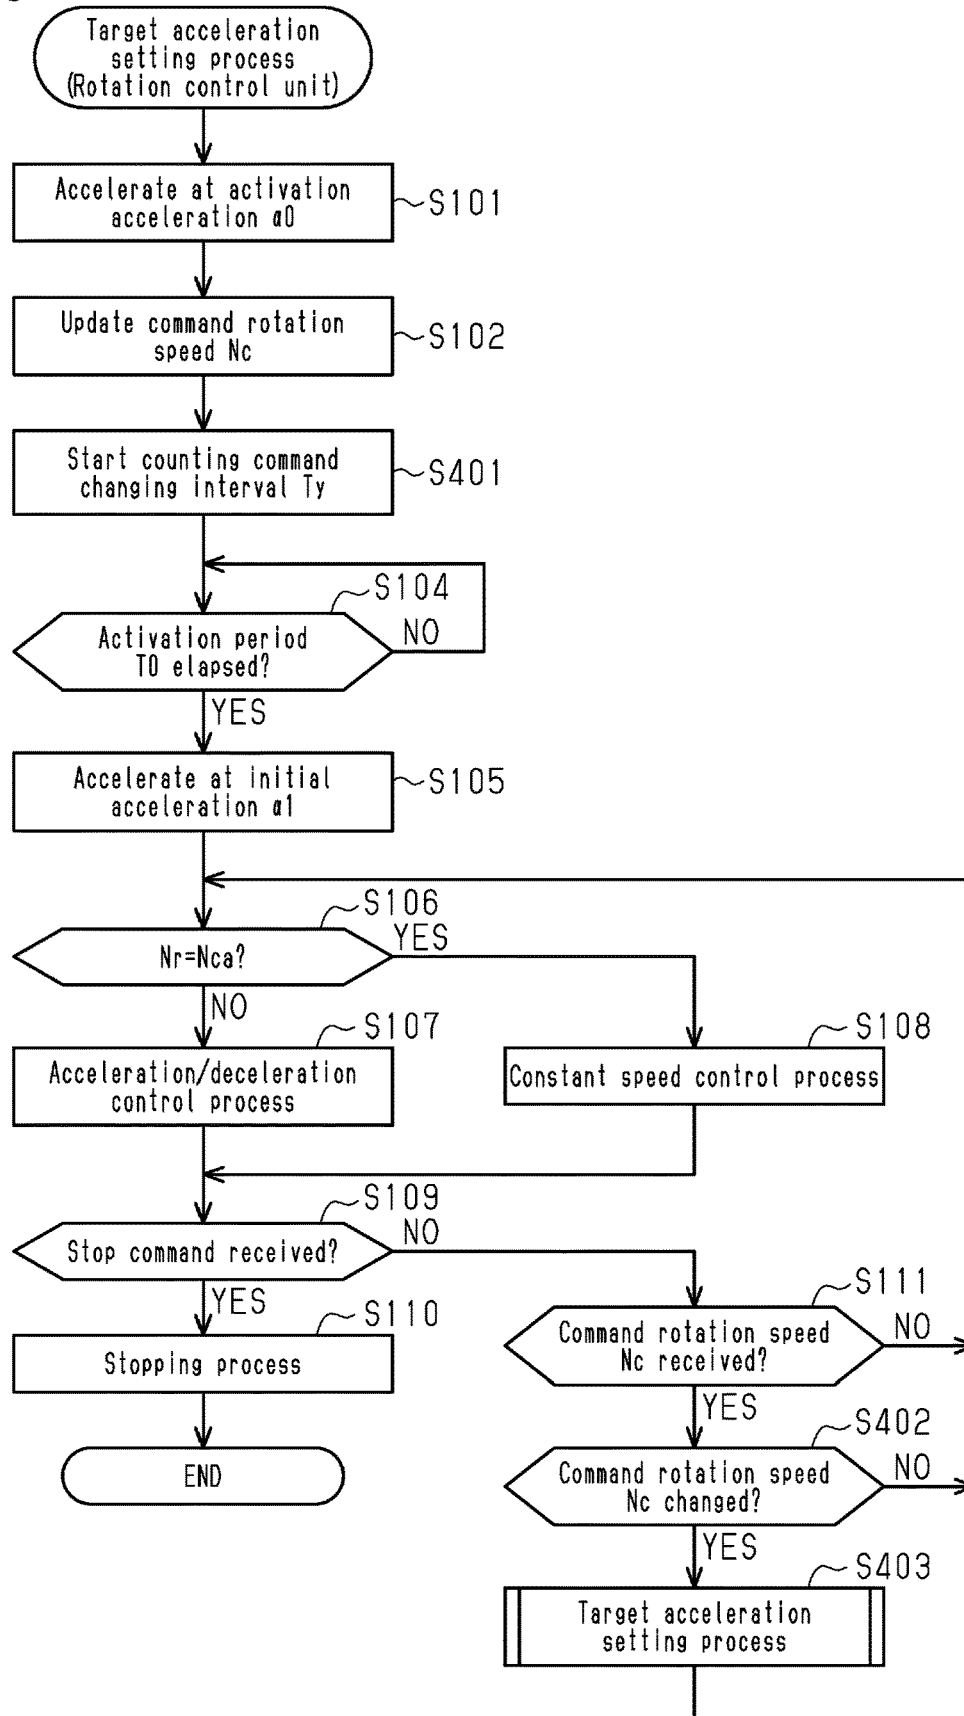 Target acceleration
setting process
(Rotation control unit)
Accelerate at activation
acceleration α0
S101
Update command rotation
speed Nc
S102
Start counting command
changing interval Ty
S401
S104
Activation period
T0 elapsed?
NO
YES
Accelerate at initial
acceleration α1
S105
S106
Nr=Nca?
YES
NO
S107
Acceleration/deceleration
control process
S108
Constant speed control process
S109
Stop command received?
NO
YES
S110
Stopping process
END
S111
Command rotation speed
Nc received?
NO
YES
S402
Command rotation speed
Nc changed?
NO
YES
S403
Target acceleration
setting process